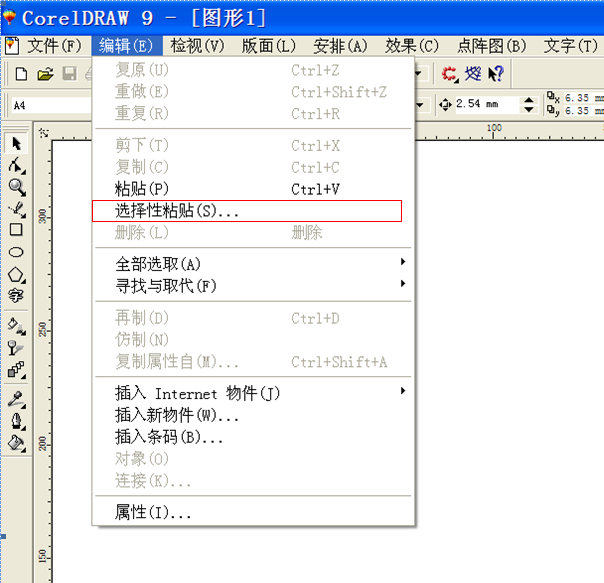 CorelDRAW 9 - [图形1]
文件(F) 编辑(E) 检视(V) 版面(L) 安排(A) 效果(C) 点阵图(B) 文字(T)
复原(U) Ctrl+Z
重做(E) Ctrl+Shift+Z
重复(R) Ctrl+R
A4 2.54 mm x 6.35 mm
y 6.35 mm
剪下(T) Ctrl+X
复制(C) Ctrl+C
粘贴(P) Ctrl+V
选择性粘贴(S)...
删除(L) 删除
全部选取(A)
寻找与取代(F)
再制(D) Ctrl+D
仿制(N)
复制属性自(M)... Ctrl+Shift+A
插入 Internet 物件(J)
插入新物件(W)...
插入条码(B)...
对象(O)
连接(K)...
属性(I)...
100
300
250
200
150